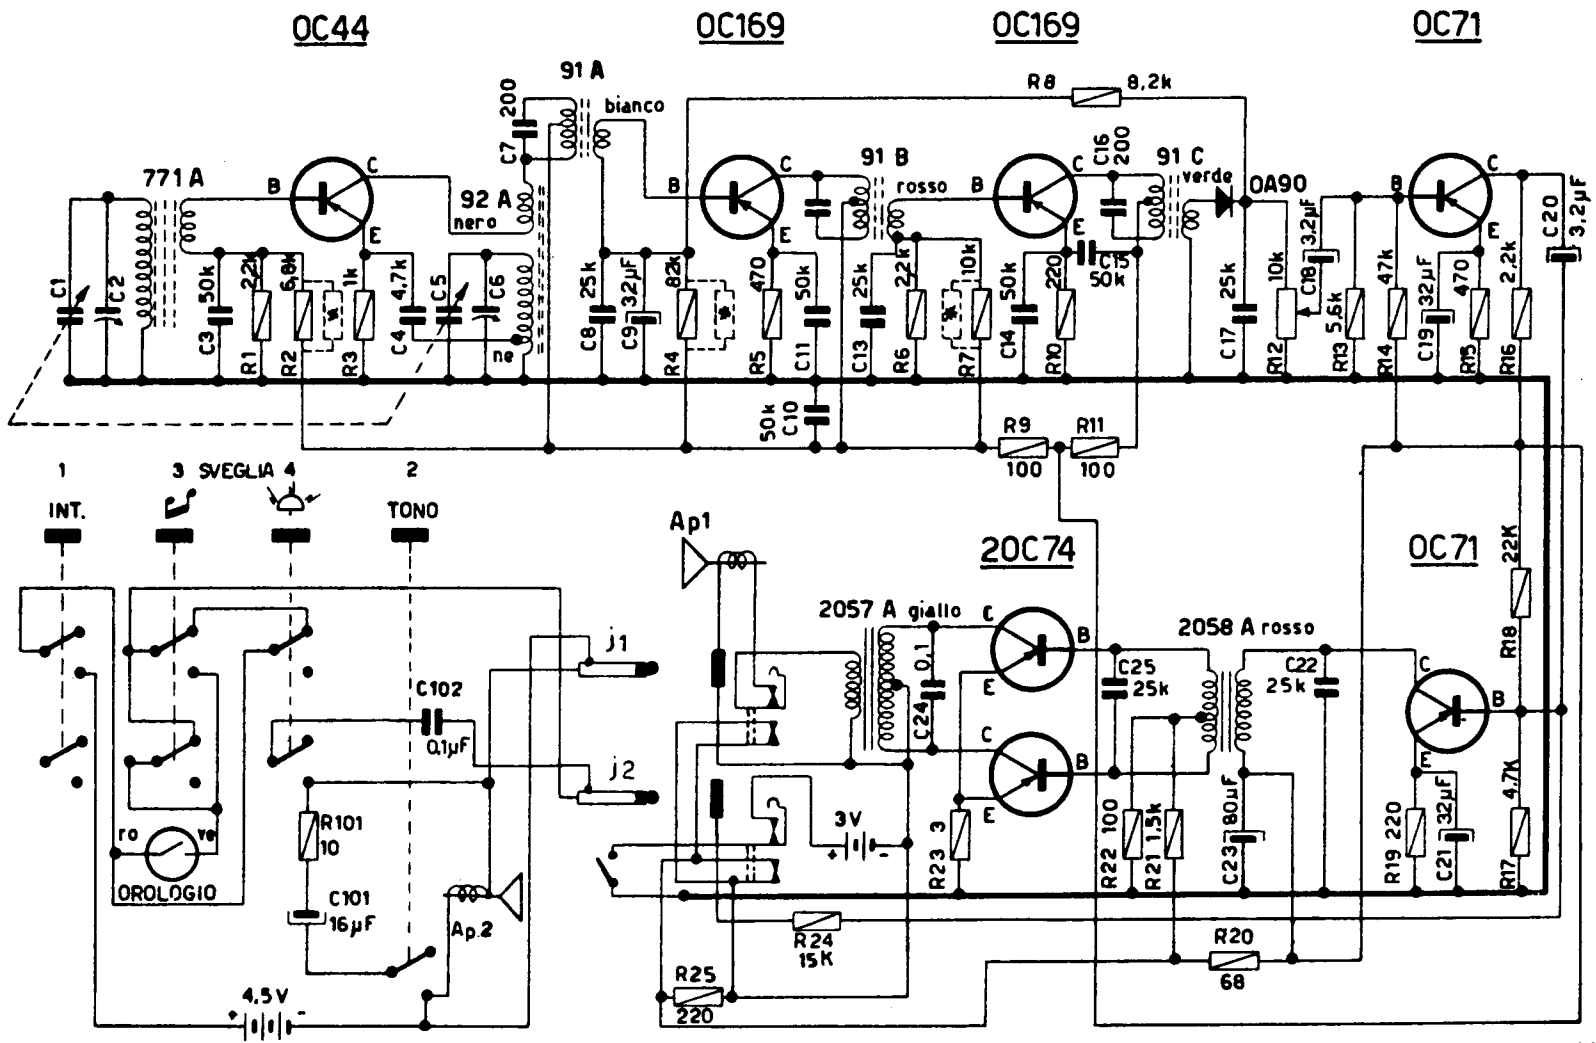 OC44
OC169
OC169
OC71
91 A
bianco
R8
8,2k
200
C7
C16
200
91 B
rosso
91 C
verde
OA90
771 A
B
C
E
92 A
nero
B
C
E
B
C
E
B
C
E
C20
3,2µF
C1
C2
50k
C3
2,2k
R1
6,8k
R2
*
1k
R3
4,7k
C4
C5
C6
ne
25k
C8
32µF
C9
82k
R4
*
470
R5
50k
C11
25k
C13
22k
R6
*
10k
R7
50k
C14
220
R10
C15
50k
25k
C17
10k
R12
3,2µF
C18
5,6k
R13
47k
R14
32µF
C19
470
R15
2,2k
R16
50k
C10
R9
100
R11
100
1
3 SVEGLIA 4
2
INT.
TONO
Ap1
2OC74
OC71
22K
R18
2057 A giallo
2058 A rosso
j1
j2
C102
0,1µF
C
B
E
C
B
E
C24 0,1
C25
25k
C22
25k
C
B
E
R101
10
C101
16µF
ro
ve
OROLOGIO
Ap.2
4,5V
+
-
3V
+
-
R23 3
R22 100
R21 1,5k
C23 80µF
R19 220
C21 32µF
R17 4,7K
R24
15K
R20
68
R25
220